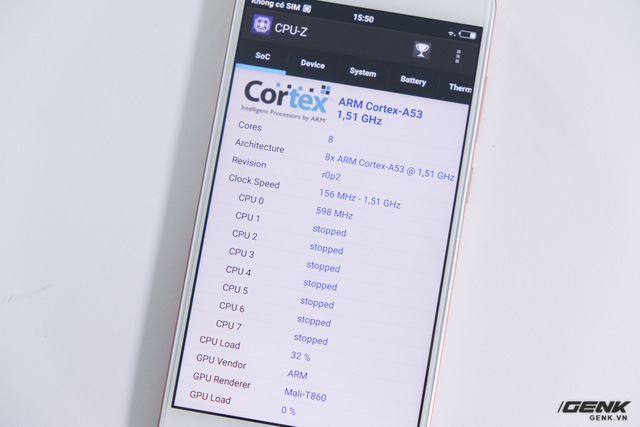 Không có SIM
15:50
CPU-Z
SoC Device System Battery Therm
Cortex
Intelligent Processors by ARM
ARM Cortex-A53
1,51 GHz
Cores 8
Architecture 8x ARM Cortex-A53 @ 1,51 GHz
Revision r0p2
Clock Speed 156 MHz - 1,51 GHz
CPU 0 598 MHz
CPU 1 stopped
CPU 2 stopped
CPU 3 stopped
CPU 4 stopped
CPU 5 stopped
CPU 6 stopped
CPU 7 stopped
CPU Load 32 %
GPU Vendor ARM
GPU Renderer Mali-T860
GPU Load 0 %
GENK
GENK.VN